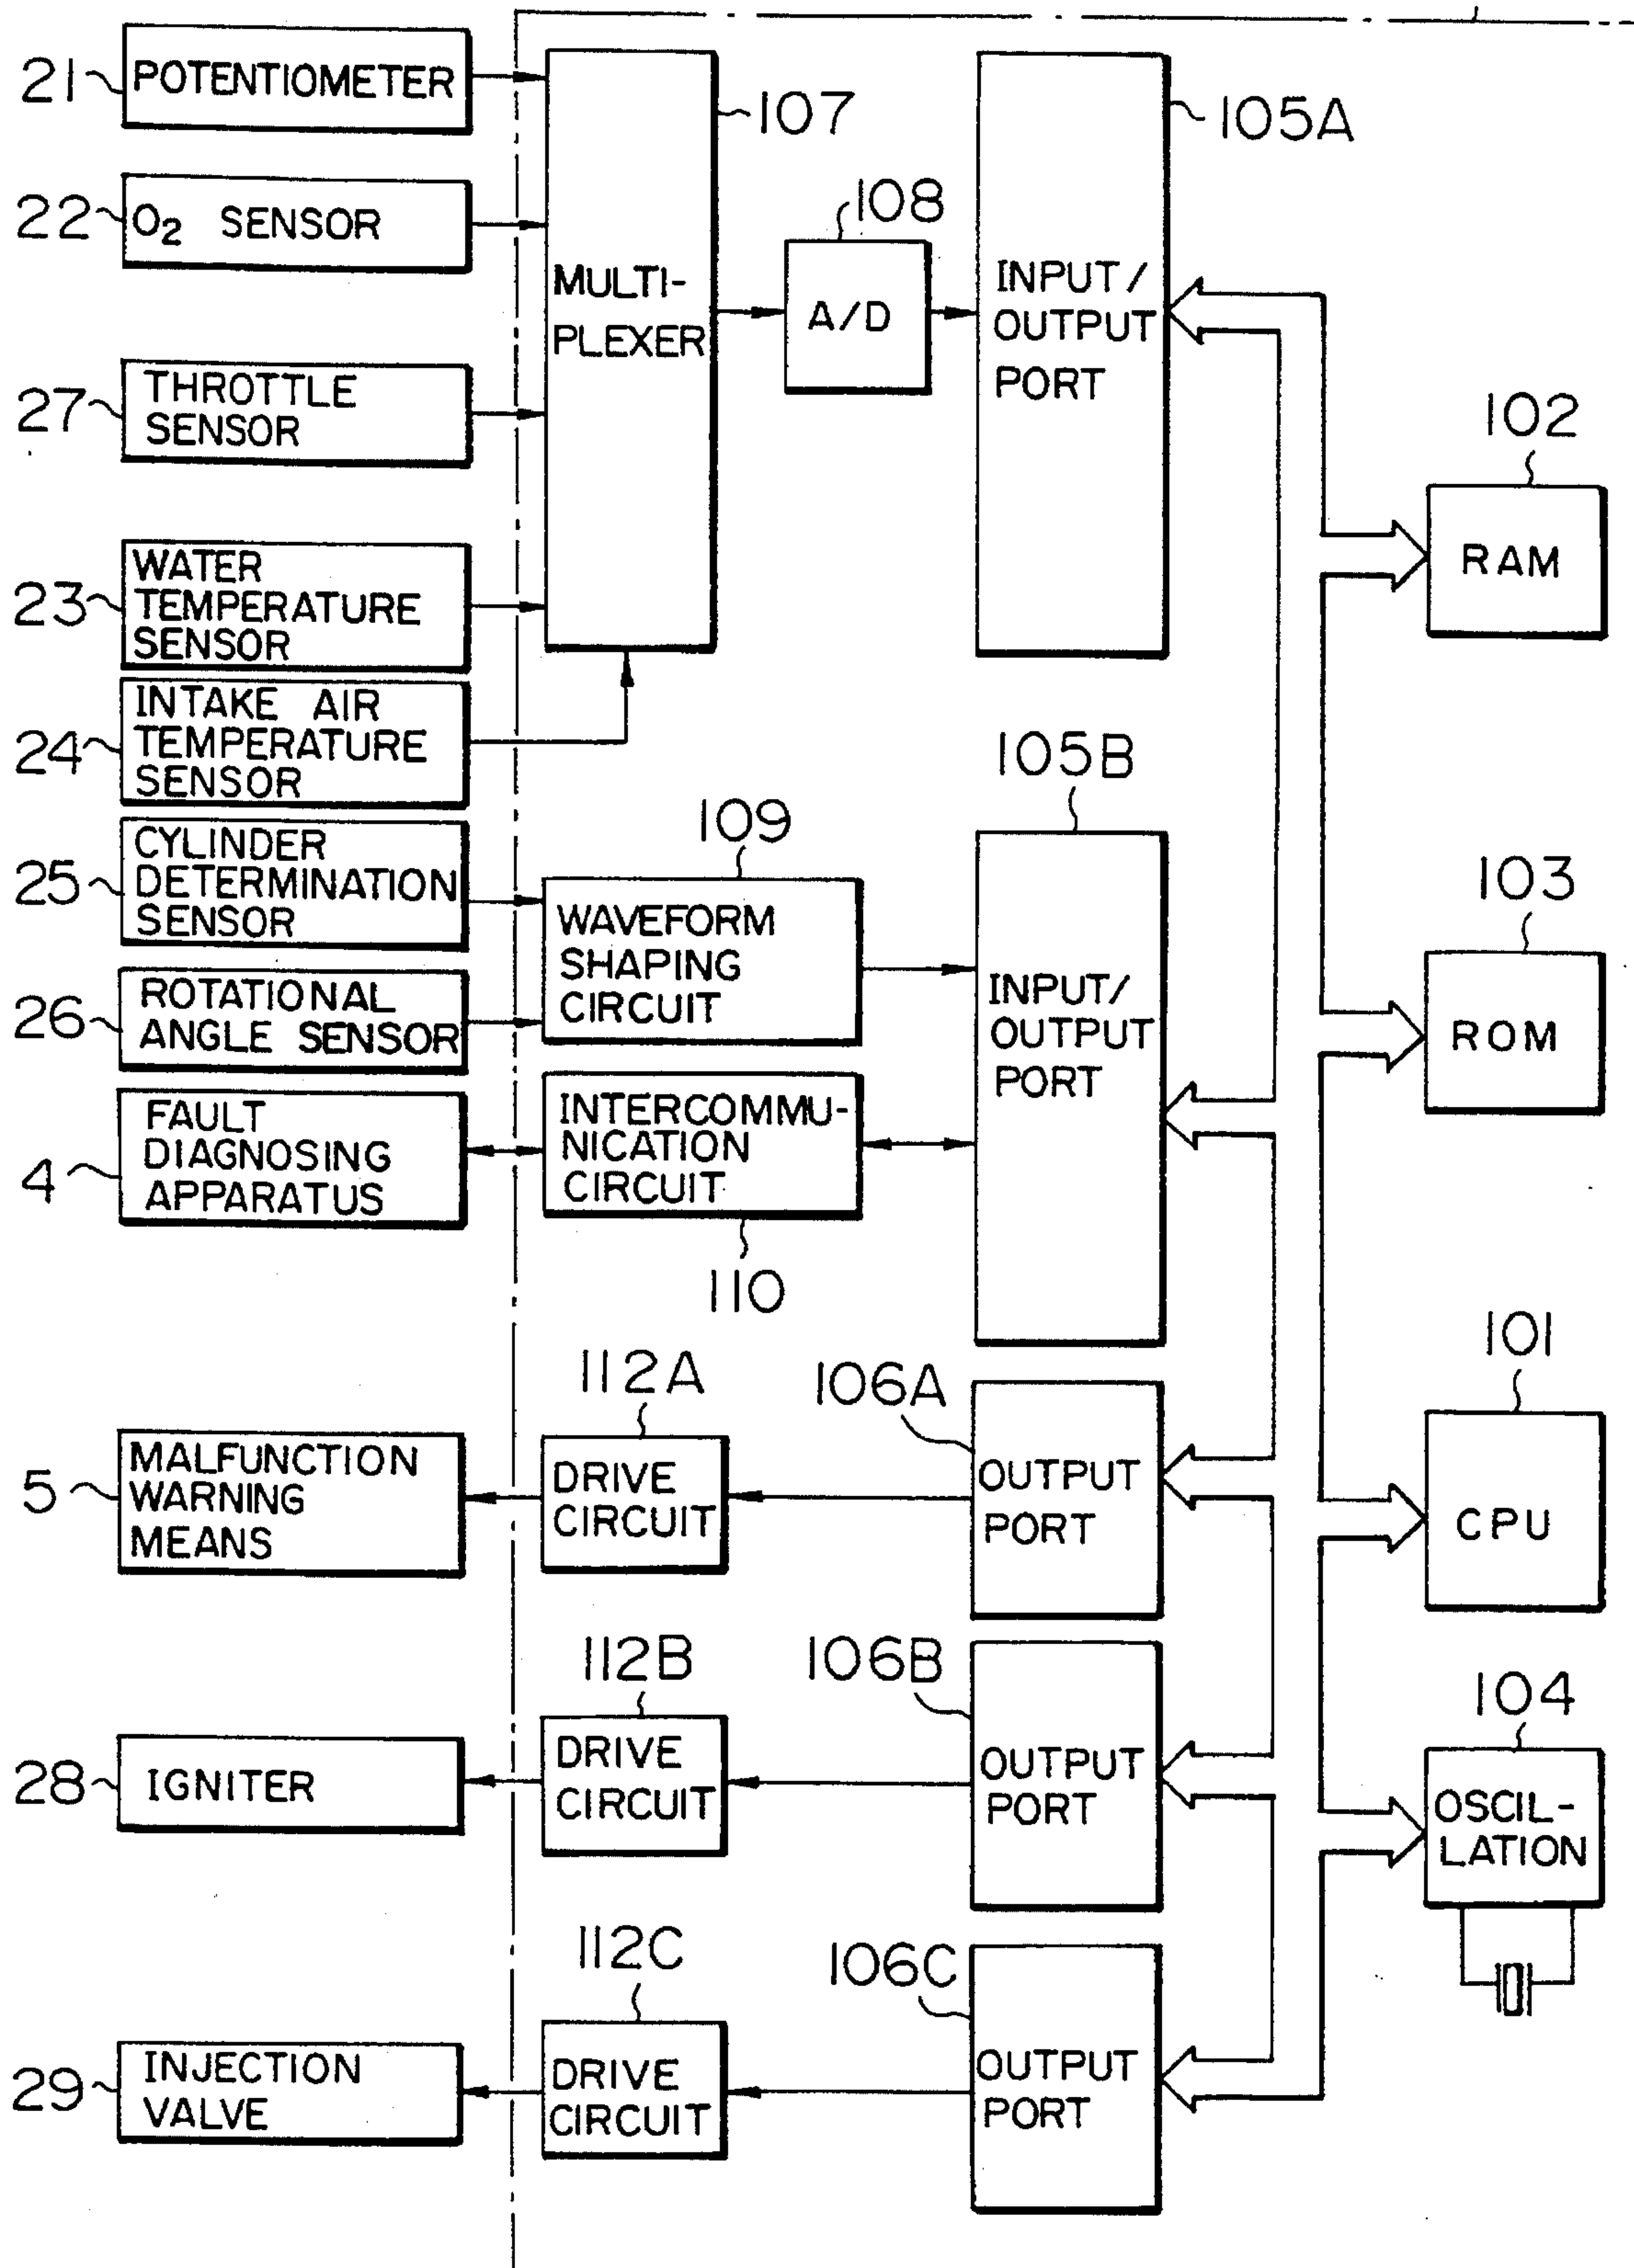 21
POTENTIOMETER
107
105A
22
O2 SENSOR
108
MULTI-
PLEXER
A/D
INPUT/
OUTPUT
PORT
27
THROTTLE
SENSOR
102
RAM
23
WATER
TEMPERATURE
SENSOR
24
INTAKE AIR
TEMPERATURE
SENSOR
105B
109
25
CYLINDER
DETERMINATION
SENSOR
WAVEFORM
SHAPING
CIRCUIT
103
ROM
26
ROTATIONAL
ANGLE SENSOR
INPUT/
OUTPUT
PORT
4
FAULT
DIAGNOSING
APPARATUS
INTERCOMMU-
NICATION
CIRCUIT
110
101
CPU
112A
106A
5
MALFUNCTION
WARNING
MEANS
DRIVE
CIRCUIT
OUTPUT
PORT
112B
106B
104
28
IGNITER
DRIVE
CIRCUIT
OUTPUT
PORT
OSCIL-
LATION
112C
106C
29
INJECTION
VALVE
DRIVE
CIRCUIT
OUTPUT
PORT